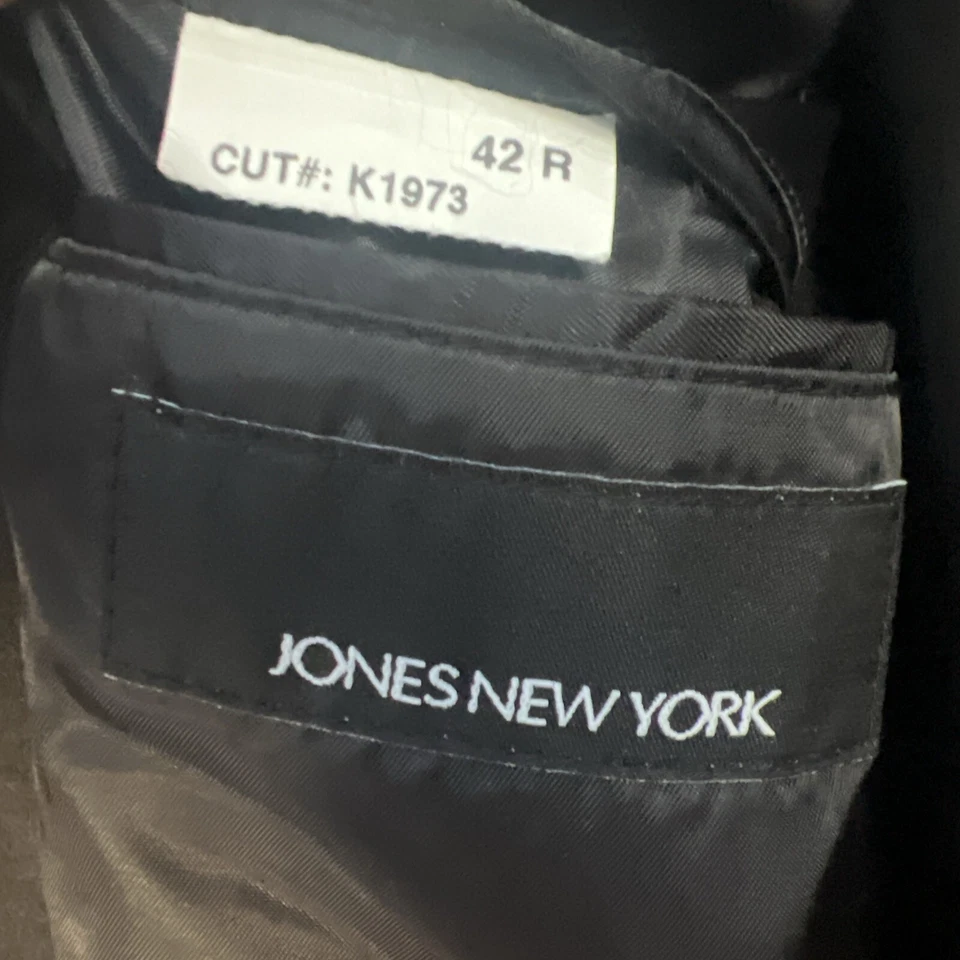 42 R
CUT#: K1973
JONES NEW YORK